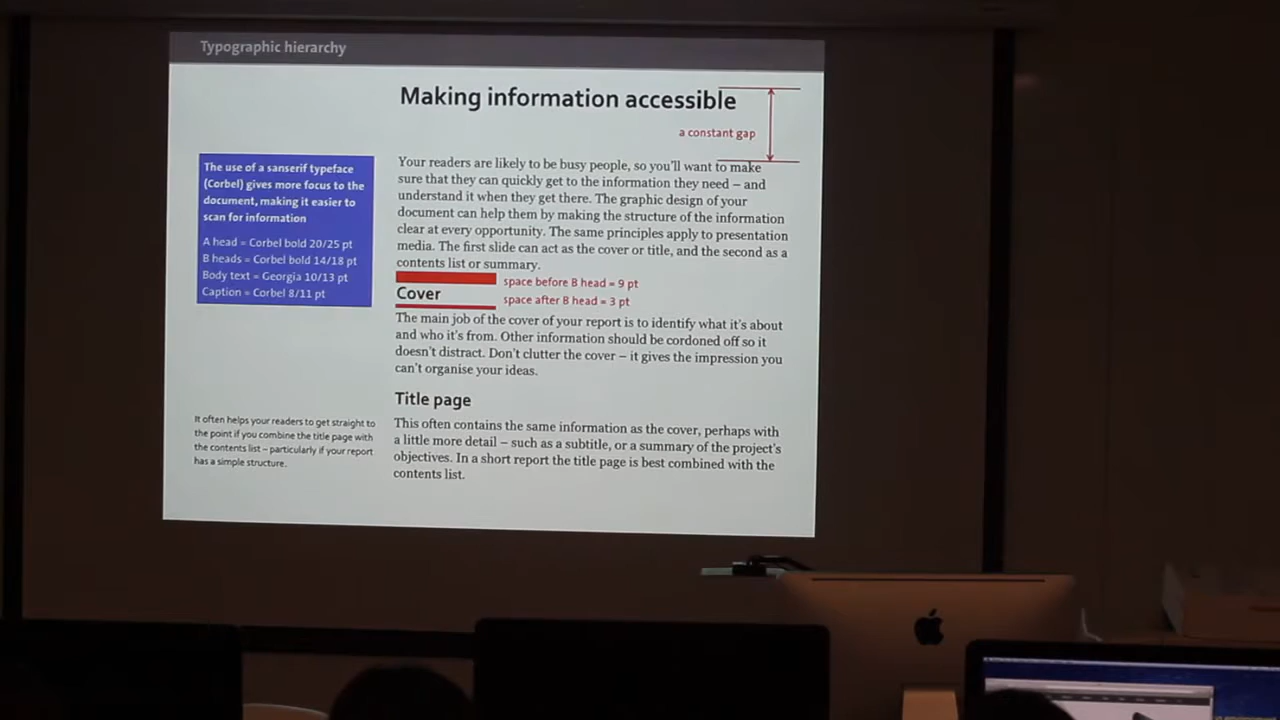 Typographic hierarchy
Making information accessible
a constant gap
The use of a sanserif typeface
(Corbel) gives more focus to the
document, making it easier to
scan for information
A head = Corbel bold 20/25 pt
B heads = Corbel bold 14/18 pt
Body text = Georgia 10/13 pt
Caption = Corbel 8/11 pt
Your readers are likely to be busy people, so you'll want to make
sure that they can quickly get to the information they need – and
understand it when they get there. The graphic design of your
document can help them by making the structure of the information
clear at every opportunity. The same principles apply to presentation
media. The first slide can act as the cover or title, and the second as a
contents list or summary.
space before B head = 9 pt
Cover
space after B head = 3 pt
The main job of the cover of your report is to identify what it's about
and who it's from. Other information should be cordoned off so it
doesn't distract. Don't clutter the cover – it gives the impression you
can't organise your ideas.
Title page
It often helps your readers to get straight to
the point if you combine the title page with
the contents list – particularly if your report
has a simple structure.
This often contains the same information as the cover, perhaps with
a little more detail – such as a subtitle, or a summary of the project's
objectives. In a short report the title page is best combined with the
contents list.